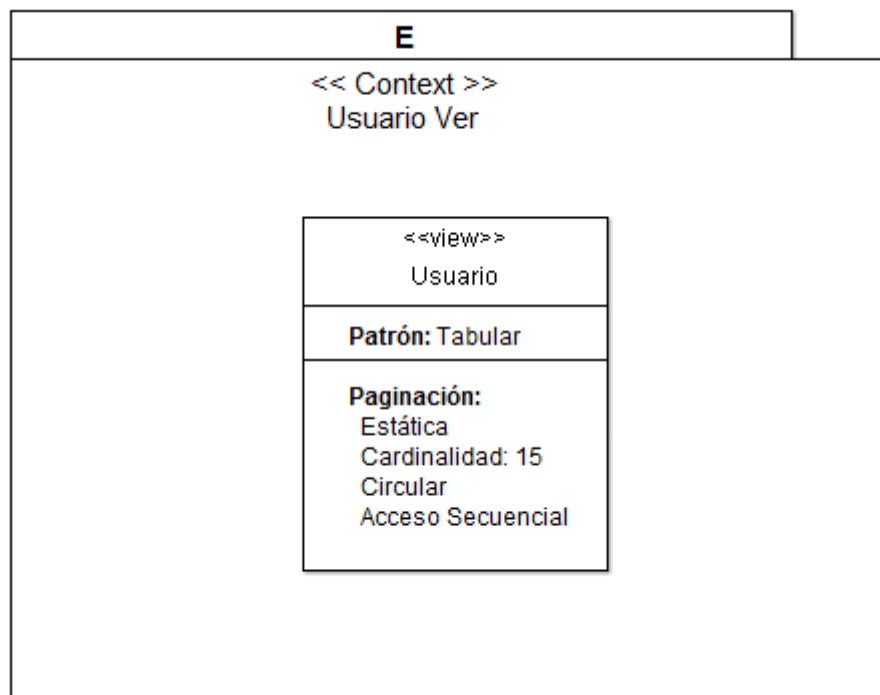 E
<< Context >>
Usuario Ver
<<view>>
Usuario
Patrón: Tabular
Paginación:
Estática
Cardinalidad: 15
Circular
Acceso Secuencial